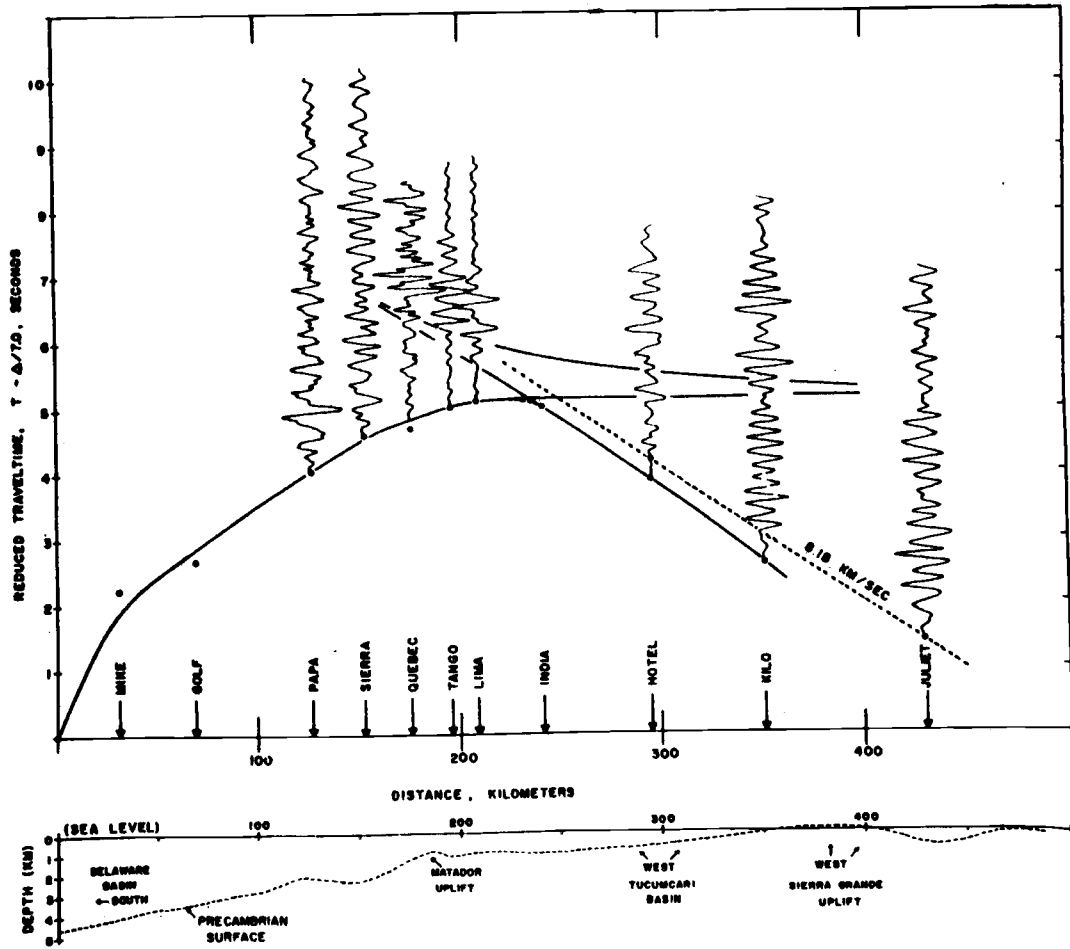 REDUCED TRAVELTIME, T - Δ/7.0, SECONDS
10
9
9
7
6
5
4
3
2
1
8.18 KM/SEC
MIKE
GOLF
PAPA
SIERRA
QUEBEC
TANGO
LIMA
INDIA
HOTEL
KILO
JULIET
100
200
300
400
DISTANCE, KILOMETERS
(SEA LEVEL)
100
200
300
400
DEPTH (KM)
0
1
2
3
4
5
DELAWARE
BASIN
SOUTH
PRECAMBRIAN
SURFACE
MATADOR
UPLIFT
WEST
TUCUMCARI
BASIN
WEST
SIERRA GRANDE
UPLIFT